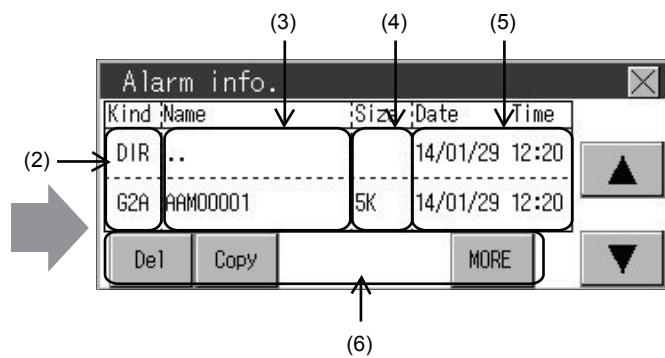 (3) (4) (5)
Alarm info.
Kind Name Size Date Time
(2)
DIR .. 14/01/29 12:20
G2A AAM00001 5K 14/01/29 12:20
Del Copy MORE
(6)